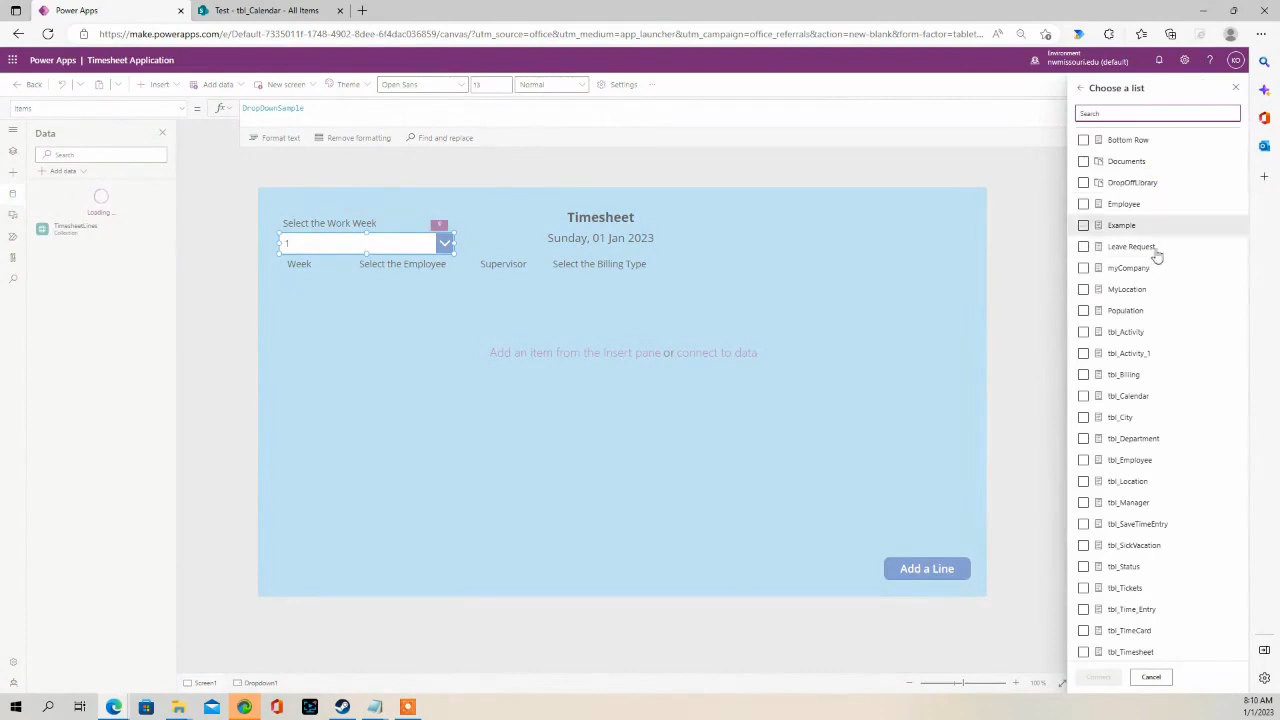 Power Apps
Test - tbl_Calendar - All Items
https://make.powerapps.com/e/Default-7335011f-1748-4902-8dee-6f4dac036859/canvas/?utm_source=office&utm_medium=app_launcher&utm_campaign=office_referrals&action=new-blank&form-factor=tablet...
Power Apps | Timesheet Application
Environment
nwmissouri.edu (default)
KO
Back
Insert
Add data
New screen
Theme
Open Sans
13
Normal
Settings
Items
=
fx
DropDownSample
Format text
Remove formatting
Find and replace
Data
Search
Add data
Loading...
TimesheetLines
Collection
Select the Work Week
Timesheet
Sunday, 01 Jan 2023
1
Week
Select the Employee
Supervisor
Select the Billing Type
Add an item from the Insert pane or connect to data
Add a Line
Choose a list
Search
Bottom Row
Documents
DropOffLibrary
Employee
Example
Leave Request
myCompany
MyLocation
Population
tbl_Activity
tbl_Activity_1
tbl_Billing
tbl_Calendar
tbl_City
tbl_Department
tbl_Employee
tbl_Location
tbl_Manager
tbl_SaveTimeEntry
tbl_SickVacation
tbl_Status
tbl_Tickets
tbl_Time_Entry
tbl_TimeCard
tbl_Timesheet
Connect
Cancel
Screen1
Dropdown1
100 %
8:10 AM
1/1/2023